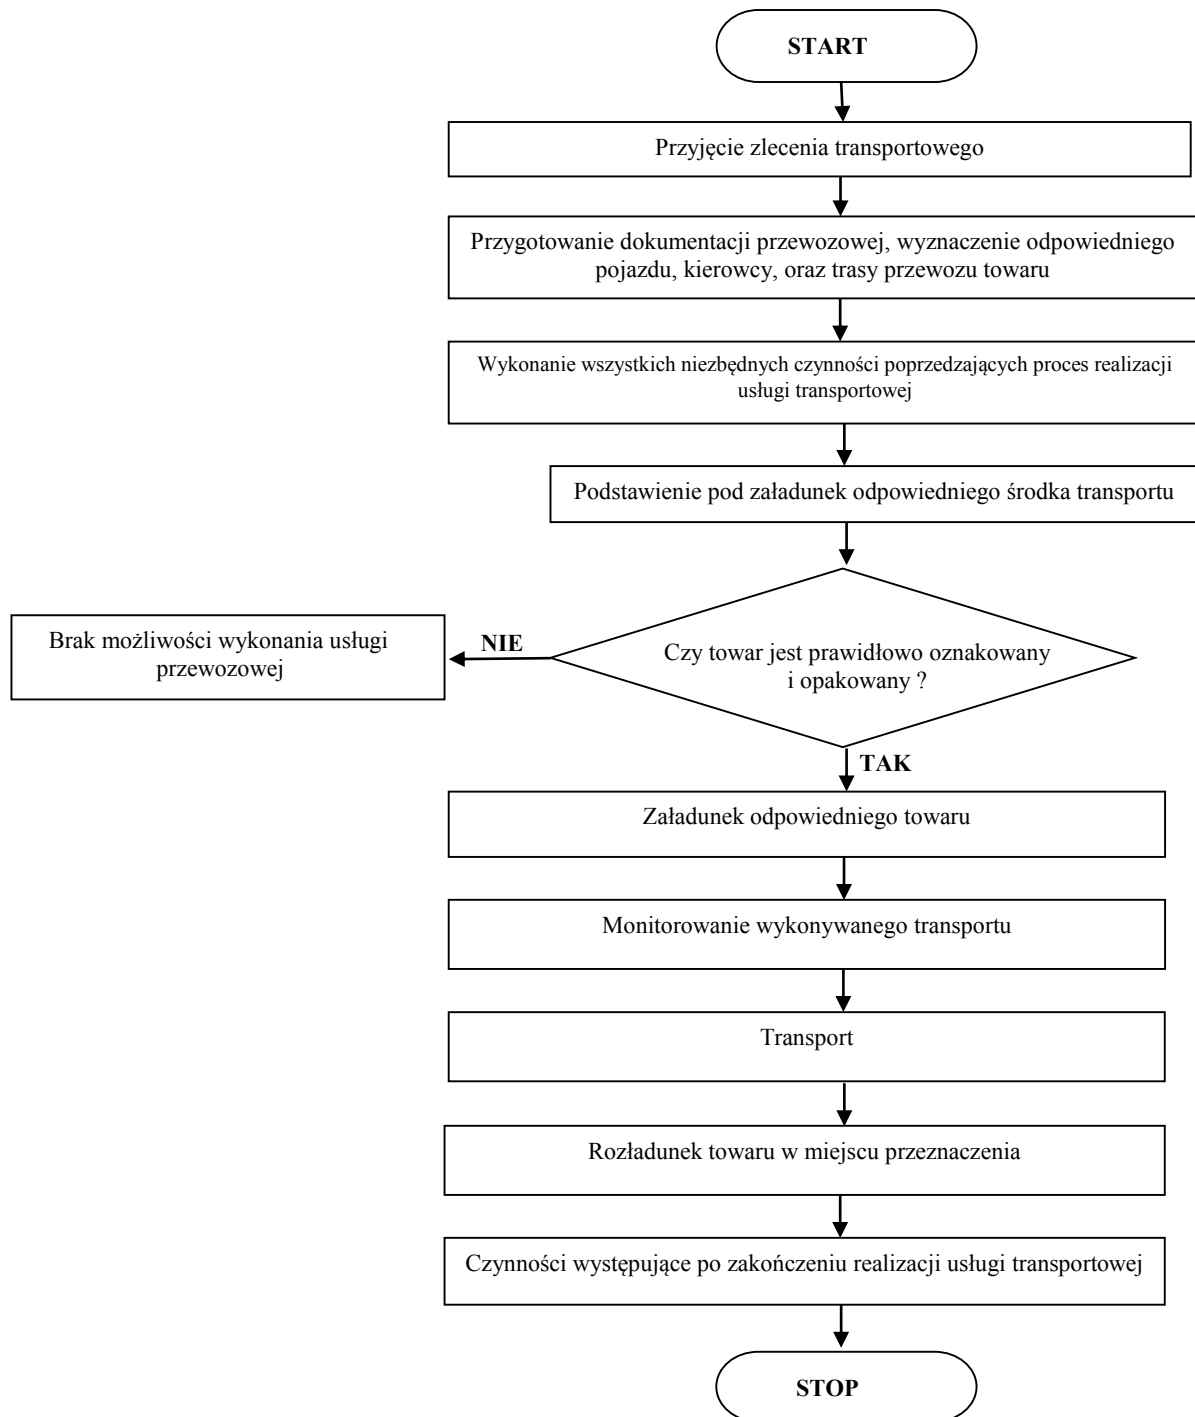 START
Przyjęcie zlecenia transportowego
Przygotowanie dokumentacji przewozowej, wyznaczenie odpowiedniego
pojazdu, kierowcy, oraz trasy przewozu towaru
Wykonanie wszystkich niezbędnych czynności poprzedzających proces realizacji
usługi transportowej
Podstawienie pod załadunek odpowiedniego środka transportu
Brak możliwości wykonania usługi
przewozowej
NIE
Czy towar jest prawidłowo oznakowany
i opakowany ?
TAK
Załadunek odpowiedniego towaru
Monitorowanie wykonywanego transportu
Transport
Rozładunek towaru w miejscu przeznaczenia
Czynności występujące po zakończeniu realizacji usługi transportowej
STOP